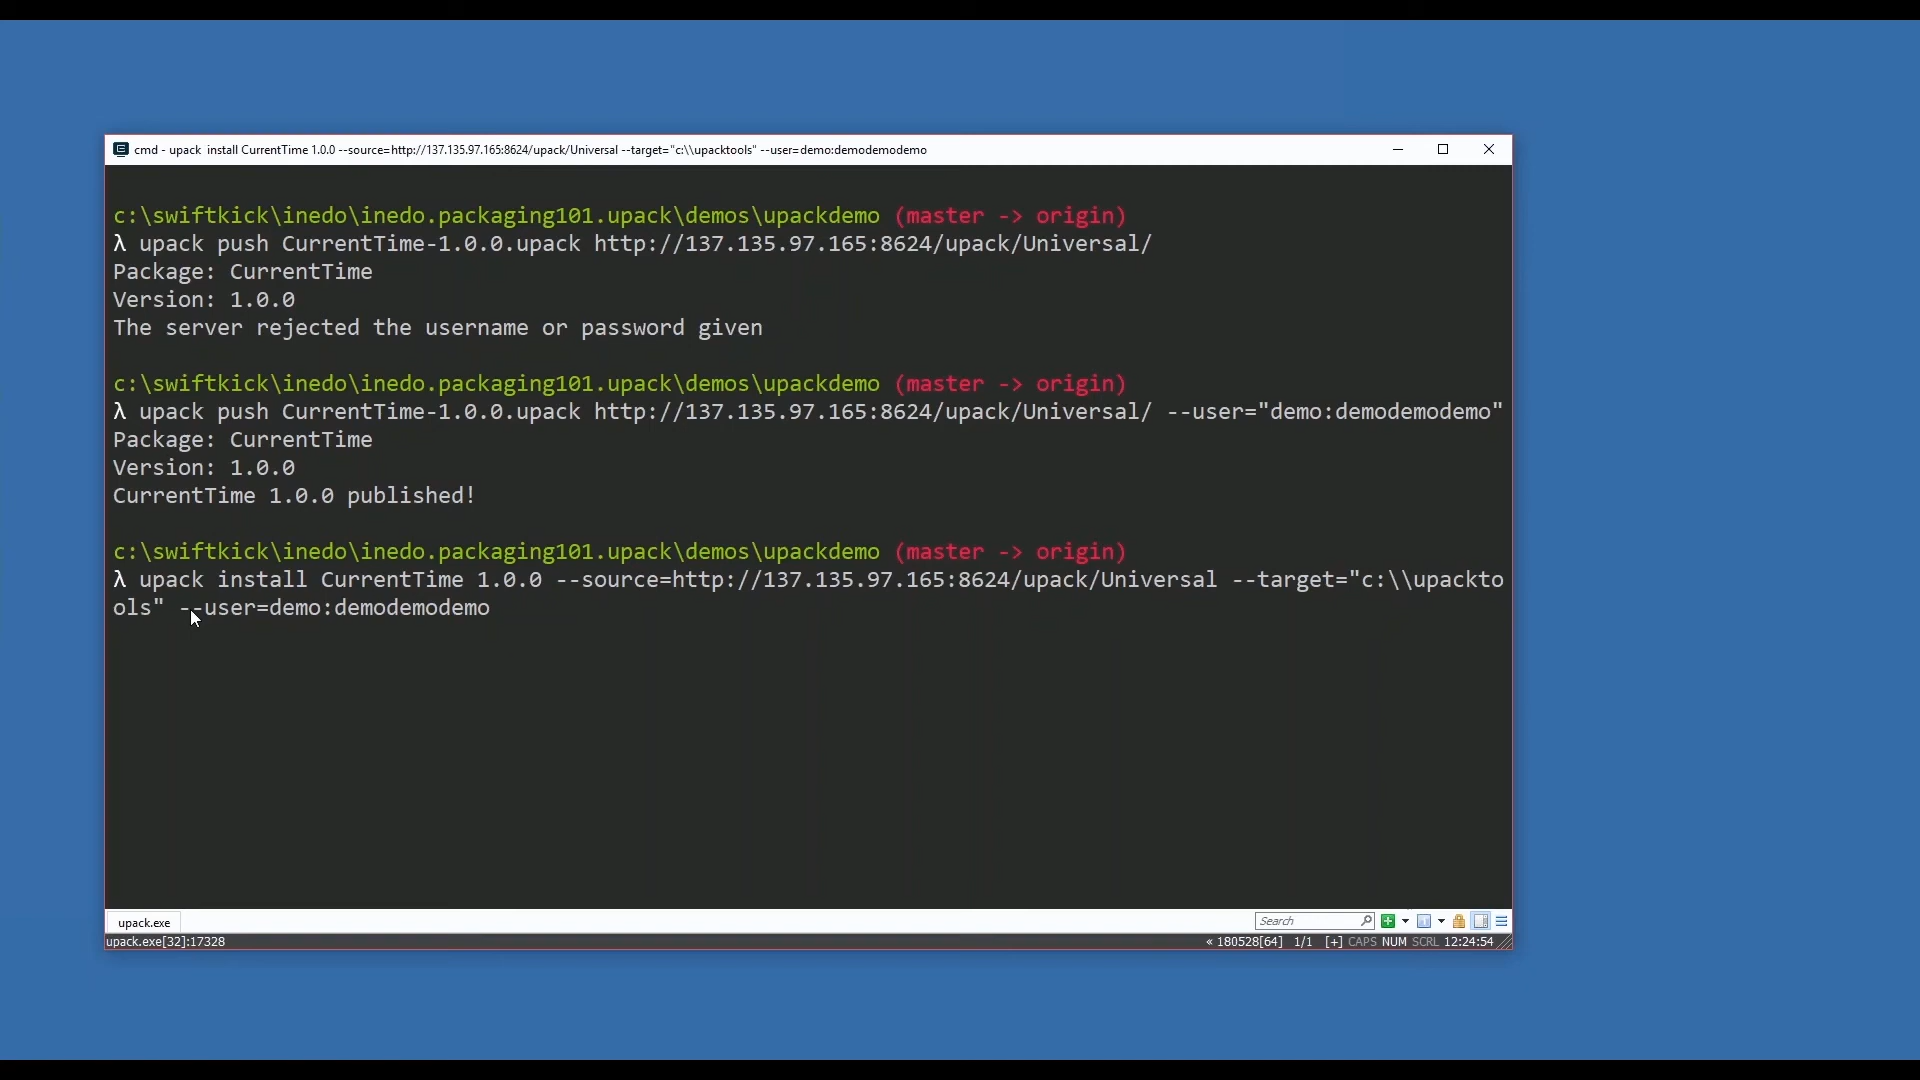 cmd - upack  install CurrentTime 1.0.0 --source=http://137.135.97.165:8624/upack/Universal --target="c:\\upacktools" --user=demo:demodemodemo
c:\swiftkick\inedo\inedo.packaging101.upack\demos\upackdemo (master -> origin)
λ upack push CurrentTime-1.0.0.upack http://137.135.97.165:8624/upack/Universal/
Package: CurrentTime
Version: 1.0.0
The server rejected the username or password given
c:\swiftkick\inedo\inedo.packaging101.upack\demos\upackdemo (master -> origin)
λ upack push CurrentTime-1.0.0.upack http://137.135.97.165:8624/upack/Universal/ --user="demo:demodemodemo"
Package: CurrentTime
Version: 1.0.0
CurrentTime 1.0.0 published!
c:\swiftkick\inedo\inedo.packaging101.upack\demos\upackdemo (master -> origin)
λ upack install CurrentTime 1.0.0 --source=http://137.135.97.165:8624/upack/Universal --target="c:\\upackto
ols" --user=demo:demodemodemo
upack.exe
Search
upack.exe[32]:17328
« 180528[64]  1/1  [+] CAPS NUM SCRL 12:24:54